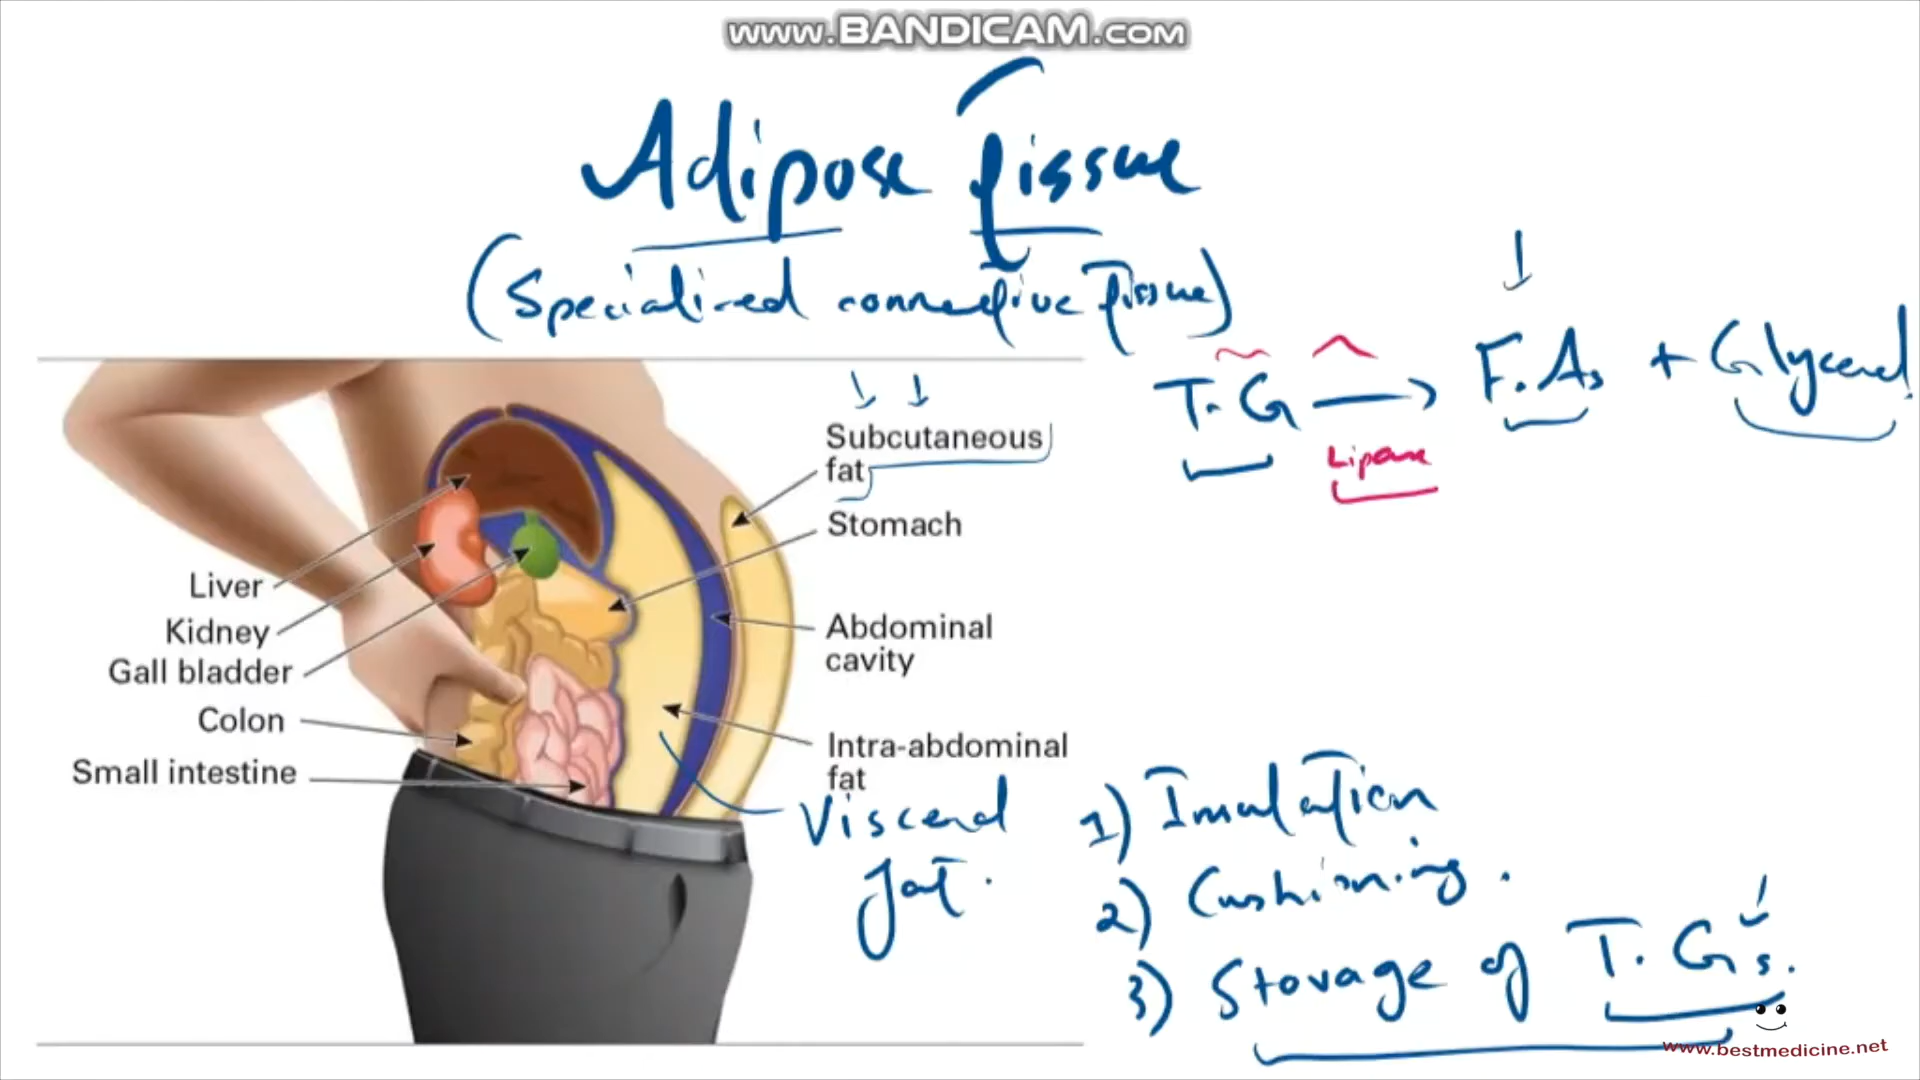 www.BANDICAM.com
Adipose Tissue
(Specialized connective tissue)
T.G → F.As + Glycerol
Lipase
Subcutaneous
fat
Stomach
Liver
Kidney
Gall bladder
Colon
Small intestine
Abdominal
cavity
Intra-abdominal
fat
Visceral
fat.
1) Insulation
2) Cushioning.
3) Storage of T.Gs.
www.bestmedicine.net